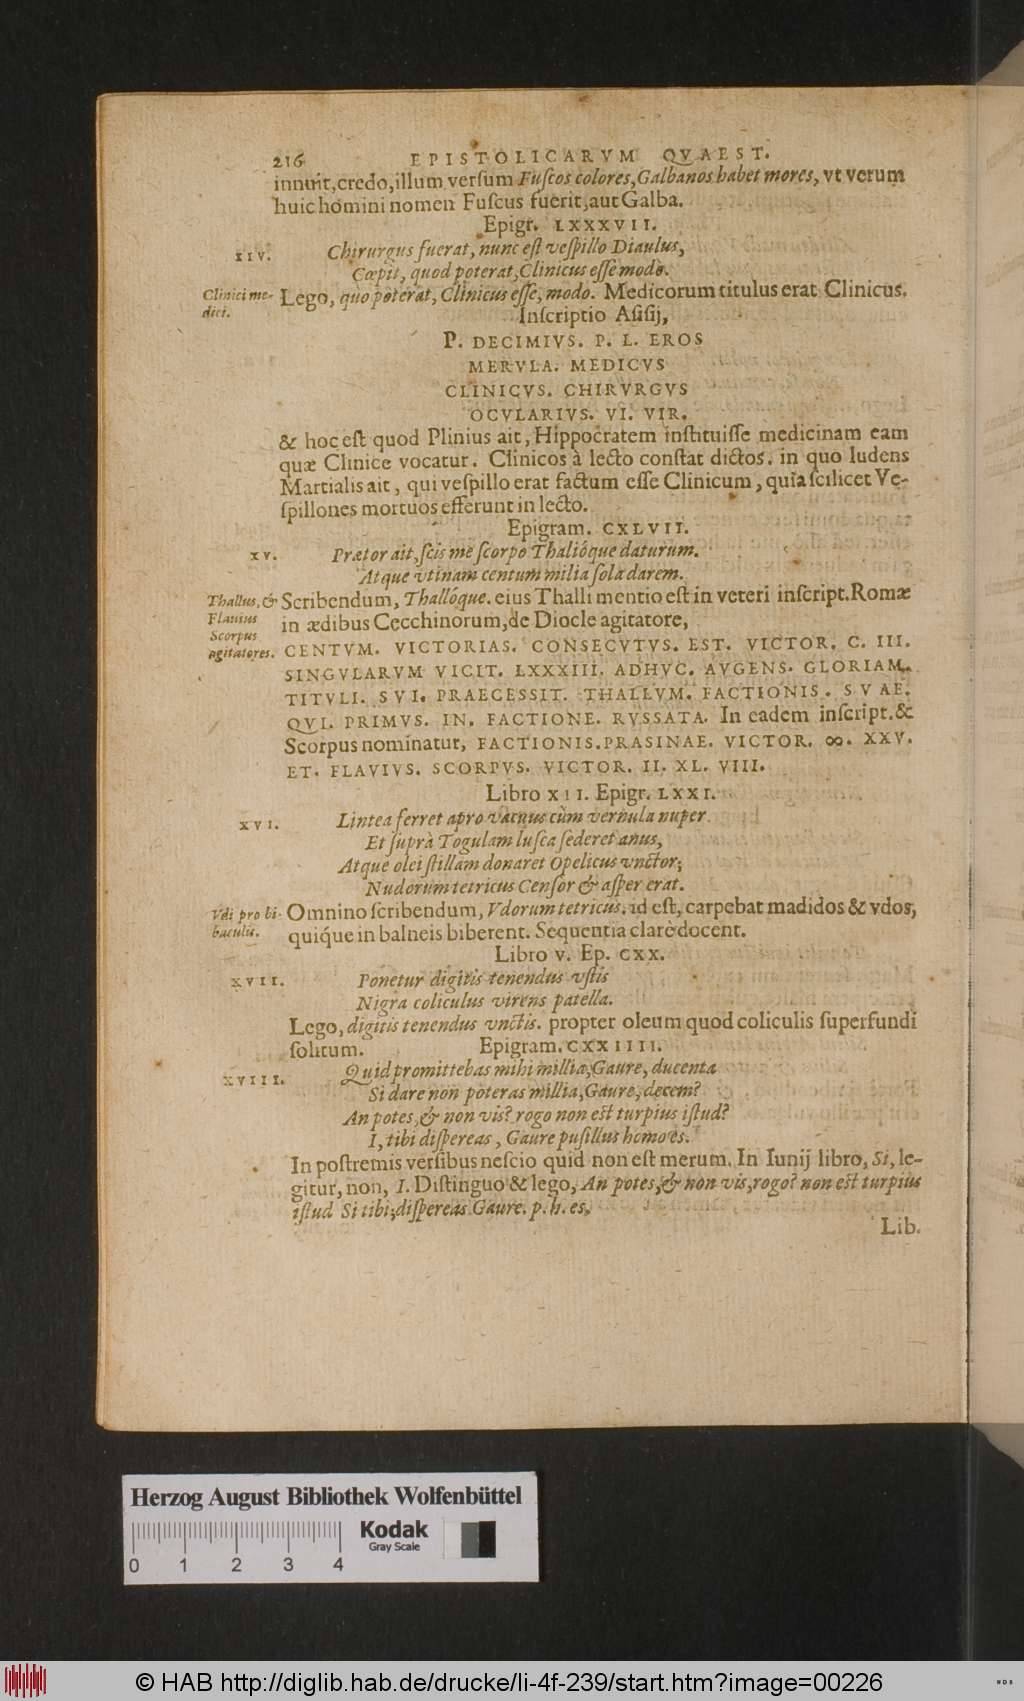 216 EPISTOLICARVM QVAEST.
innuit, credo, illum versum Fuscos colores, Galbanos habet mores, vt verum
huic homini nomen Fuscus fuerit, aut Galba.
Epigr. LXXXVII.
XIV. Chirurgus fuerat, nunc est vespillo Diaulus,
Cœpit, quod poterat, Clinicus esse modo.
Clinici me- Lego, quo poterat, Clinicus esse, modo. Medicorum titulus erat Clinicus.
dici. Inscriptio Asisij,
P. DECIMIVS. P. L. EROS
MERVLA. MEDICVS
CLINICVS. CHIRVRGVS
OCVLARIVS. VI. VIR.
& hoc est quod Plinius ait, Hippocratem instituisse medicinam eam
quæ Clinice vocatur. Clinicos à lecto constat dictos. in quo ludens
Martialis ait, qui vespillo erat factum esse Clinicum, quia scilicet Ve-
spillones mortuos efferunt in lecto.
Epigram. CXLVII.
XV. Prætor ait, scis me scorpo Thalióque daturum.
Atque vtinam centum milia sola darem.
Thallus, & Scribendum, Thallóque. eius Thalli mentio est in veteri inscript. Romæ
Flauius
Scorpus in ædibus Cecchinorum, de Diocle agitatore,
agitatores. CENTVM. VICTORIAS. CONSECVTVS. EST. VICTOR. C. III.
SINGVLARVM VICIT. LXXXIII. ADHVC. AVGENS. GLORIAM.
TITVLI. SVI. PRAECESSIT. THALLVM. FACTIONIS. SVAE.
QVI. PRIMVS. IN. FACTIONE. RVSSATA. In eadem inscript. &
Scorpus nominatur, FACTIONIS. PRASINAE. VICTOR. ∞. XXV.
ET. FLAVIVS. SCORPVS. VICTOR. II. XL. VIII.
Libro XII. Epigr. LXXI.
XVI. Lintea ferret apro vatnus cùm vernula nuper
Et suprà Togulam lusca sederet anus,
Atque olei stillam donaret Opelicus vnctor;
Nudorum tetricus Censor & asper erat.
Vdi pro bi- Omnino scribendum, Vdorum tetricus. id est, carpebat madidos & vdos,
baculis. quíque in balneis biberent. Sequentia clarè docent.
Libro V. Ep. CXX.
XVII. Ponetur digitis tenendus vstis
Nigra coliculus virens patella.
Lego, digitis tenendus vnctis. propter oleum quod coliculis superfundi
solitum. Epigram. CXXIIII.
XVIII. Quid promittebas mihi millia, Gaure, ducenta
Si dare non poteras millia, Gaure, decem?
An potes, & non vis? rogo non est turpius istud?
I, tibi dispereas, Gaure pusillus homo es.
In postremis versibus nescio quid non est merum. In Iunij libro, Si, le-
gitur, non, I. Distinguo & lego, An potes, & non vis, rogo? non est turpius
istud Si tibi, dispereas Gaure. p. h. es.
Lib.
Herzog August Bibliothek Wolfenbüttel
Kodak
Gray Scale
0 1 2 3 4
© HAB http://diglib.hab.de/drucke/li-4f-239/start.htm?image=00226